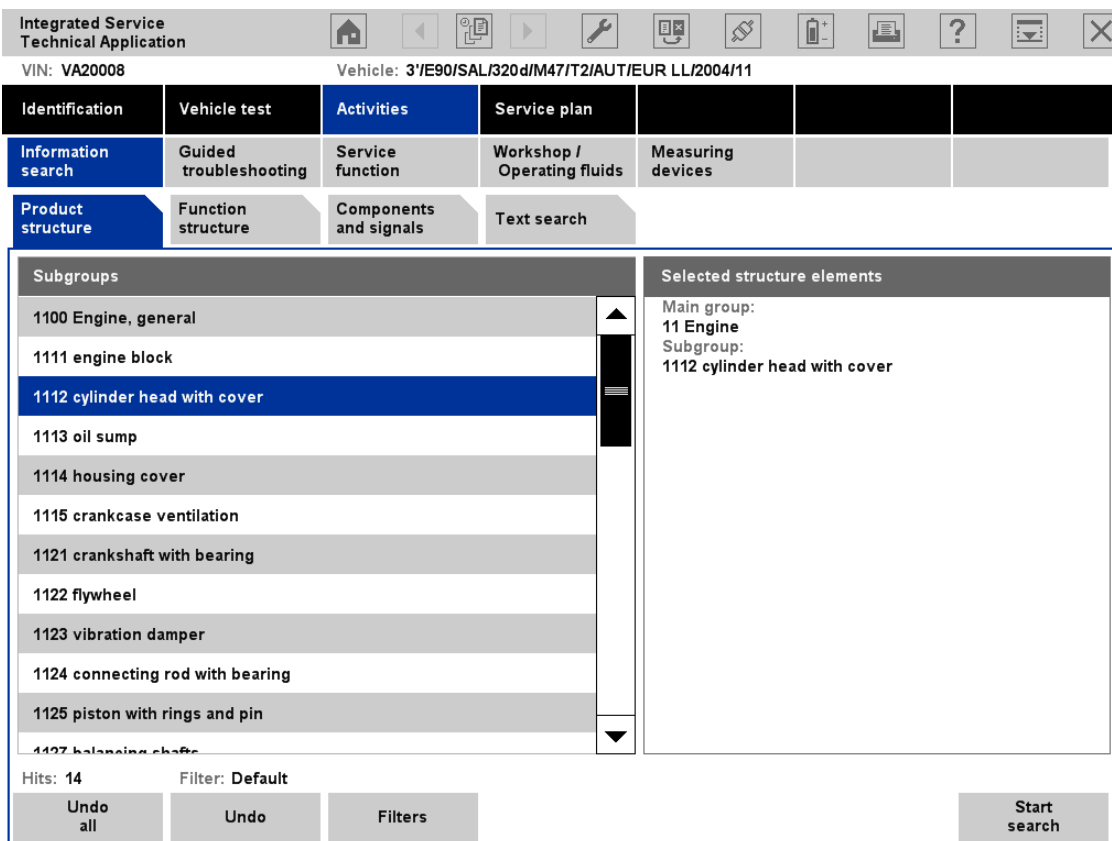 Integrated Service
Technical Application
VIN: VA20008
Vehicle: 3'/E90/SAL/320d/M47/T2/AUT/EUR LL/2004/11
Identification
Vehicle test
Activities
Service plan
Information
search
Guided
troubleshooting
Service
function
Workshop /
Operating fluids
Measuring
devices
Product
structure
Function
structure
Components
and signals
Text search
Subgroups
1100 Engine, general
1111 engine block
1112 cylinder head with cover
1113 oil sump
1114 housing cover
1115 crankcase ventilation
1121 crankshaft with bearing
1122 flywheel
1123 vibration damper
1124 connecting rod with bearing
1125 piston with rings and pin
1127 balancing shafts
Selected structure elements
Main group:
11 Engine
Subgroup:
1112 cylinder head with cover
Hits: 14
Filter: Default
Undo
all
Undo
Filters
Start
search